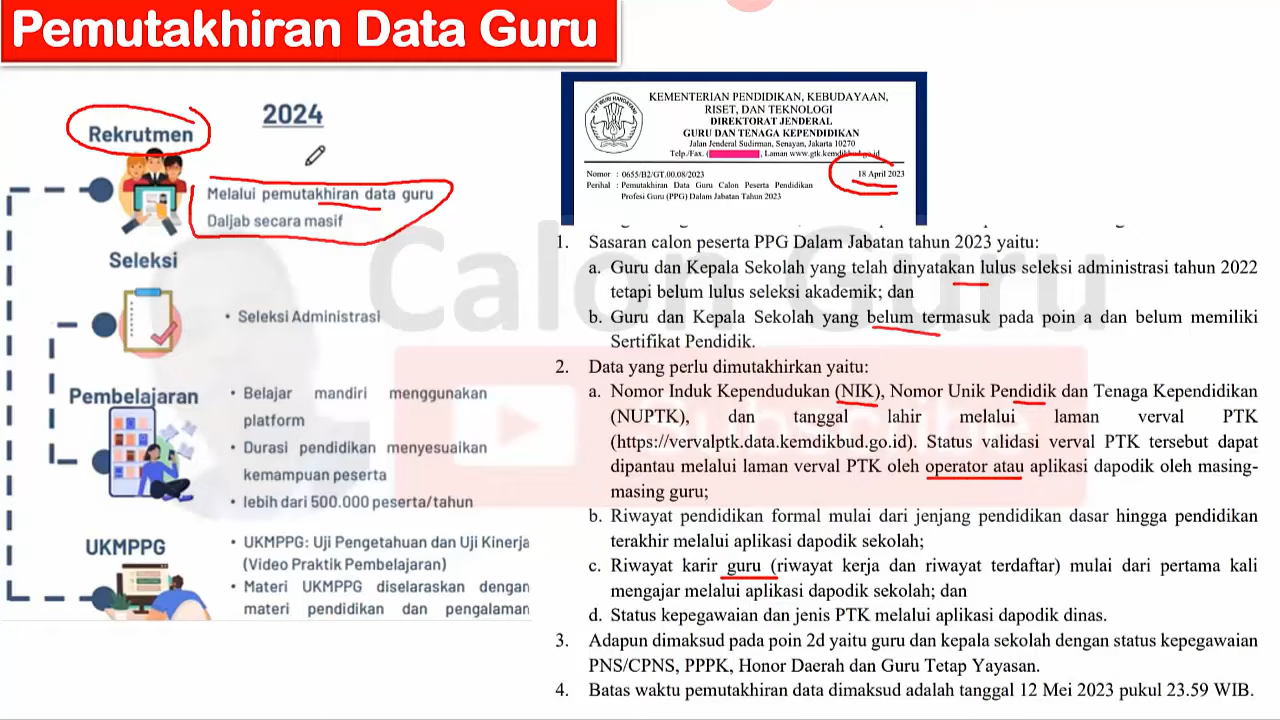 Pemutakhiran Data Guru
2024
Rekrutmen
Melalui pemutakhiran data guru
Daljab secara masif
Seleksi
• Seleksi Administrasi
Pembelajaran
• Belajar mandiri menggunakan
platform
• Durasi pendidikan menyesuaikan
kemampuan peserta
• lebih dari 500.000 peserta/tahun
UKMPPG
• UKMPPG: Uji Pengetahuan dan Uji Kinerja
(Video Praktik Pembelajaran)
• Materi UKMPPG diselaraskan dengan
materi pendidikan dan pengalaman
KEMENTERIAN PENDIDIKAN, KEBUDAYAAN,
RISET, DAN TEKNOLOGI
DIREKTORAT JENDERAL
GURU DAN TENAGA KEPENDIDIKAN
Jalan Jenderal Sudirman, Senayan, Jakarta 10270
Telp./Fax. ( , Laman www.gtk.kemdikbud.go.id
Nomor : 0655/B2/GT.00.08/2023 18 April 2023
Perihal : Pemutakhiran Data Guru Calon Peserta Pendidikan
Profesi Guru (PPG) Dalam Jabatan Tahun 2023
1. Sasaran calon peserta PPG Dalam Jabatan tahun 2023 yaitu:
a. Guru dan Kepala Sekolah yang telah dinyatakan lulus seleksi administrasi tahun 2022
tetapi belum lulus seleksi akademik; dan
b. Guru dan Kepala Sekolah yang belum termasuk pada poin a dan belum memiliki
Sertifikat Pendidik.
2. Data yang perlu dimutakhirkan yaitu:
a. Nomor Induk Kependudukan (NIK), Nomor Unik Pendidik dan Tenaga Kependidikan
(NUPTK), dan tanggal lahir melalui laman verval PTK
(https://vervalptk.data.kemdikbud.go.id). Status validasi verval PTK tersebut dapat
dipantau melalui laman verval PTK oleh operator atau aplikasi dapodik oleh masing-
masing guru;
b. Riwayat pendidikan formal mulai dari jenjang pendidikan dasar hingga pendidikan
terakhir melalui aplikasi dapodik sekolah;
c. Riwayat karir guru (riwayat kerja dan riwayat terdaftar) mulai dari pertama kali
mengajar melalui aplikasi dapodik sekolah; dan
d. Status kepegawaian dan jenis PTK melalui aplikasi dapodik dinas.
3. Adapun dimaksud pada poin 2d yaitu guru dan kepala sekolah dengan status kepegawaian
PNS/CPNS, PPPK, Honor Daerah dan Guru Tetap Yayasan.
4. Batas waktu pemutakhiran data dimaksud adalah tanggal 12 Mei 2023 pukul 23.59 WIB.
Calon Guru